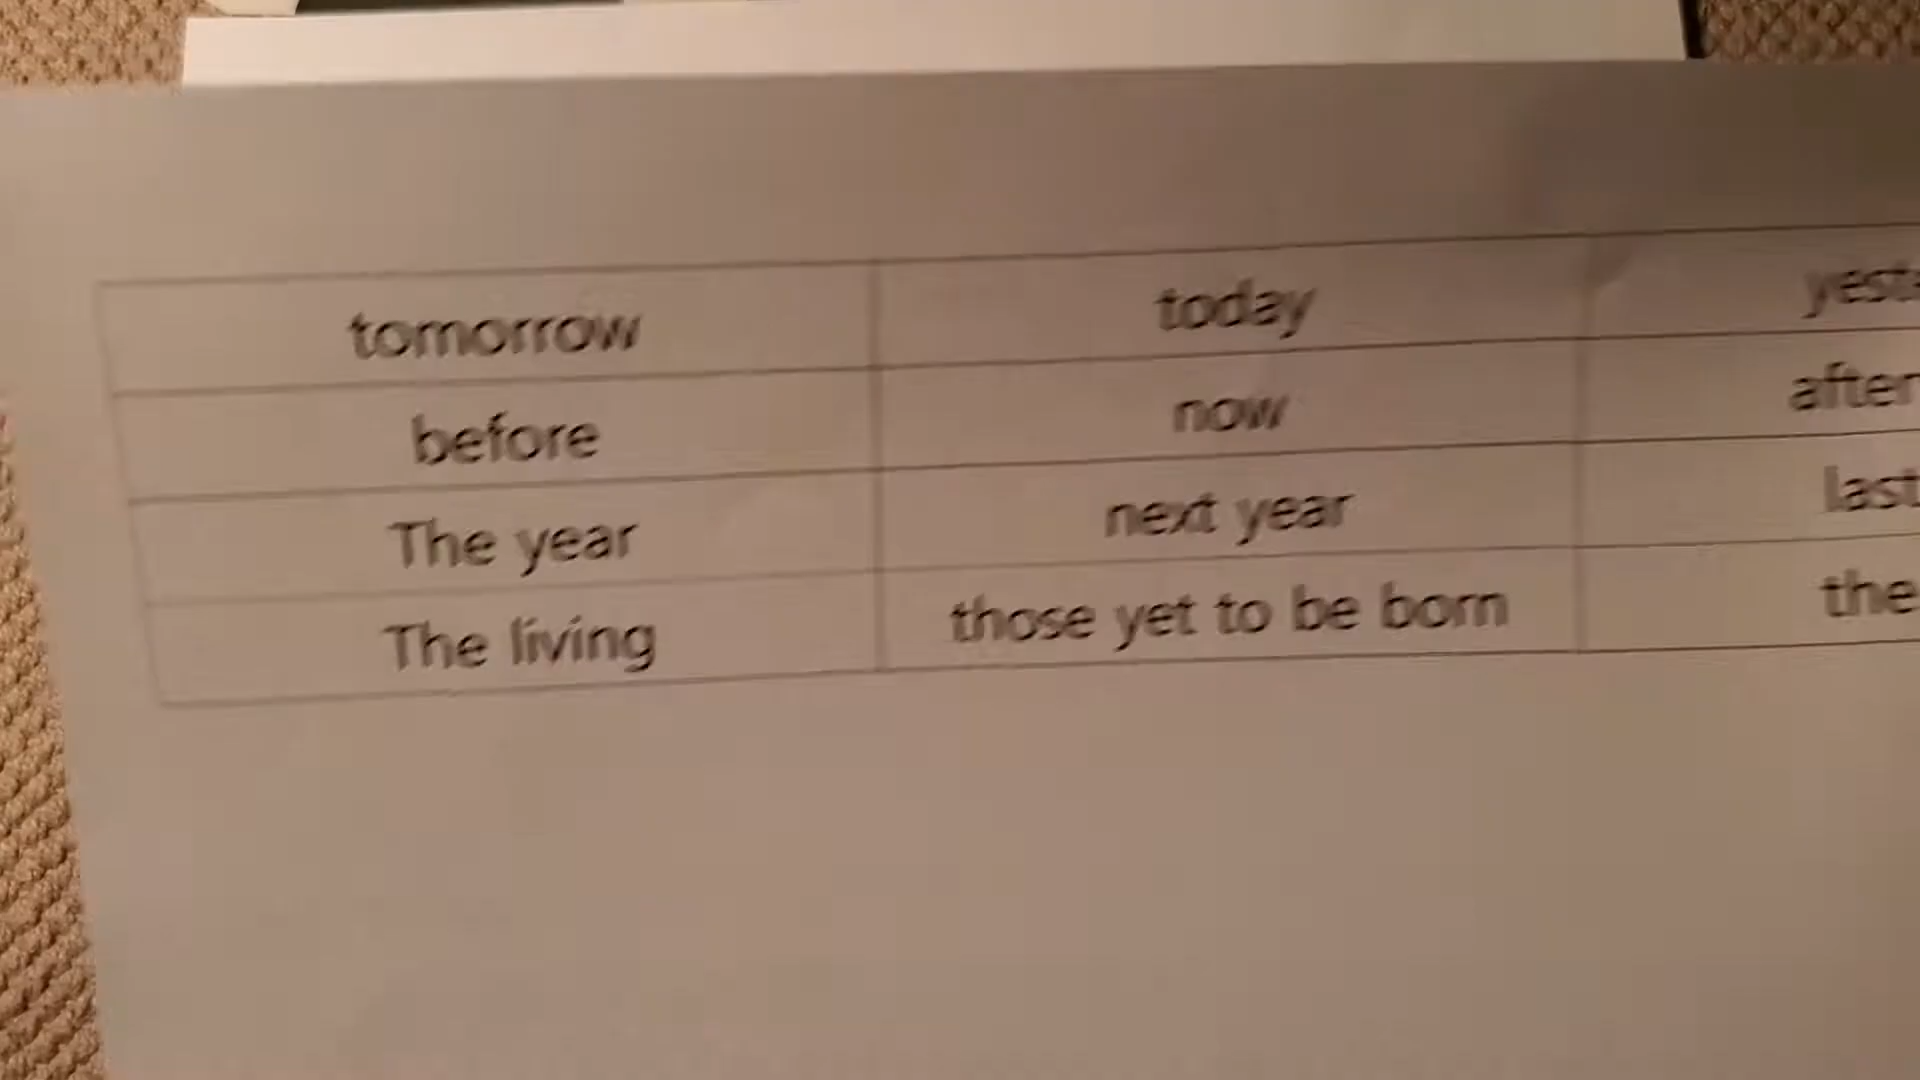 tomorrow today
before now after
The year next year last
The living those yet to be born the